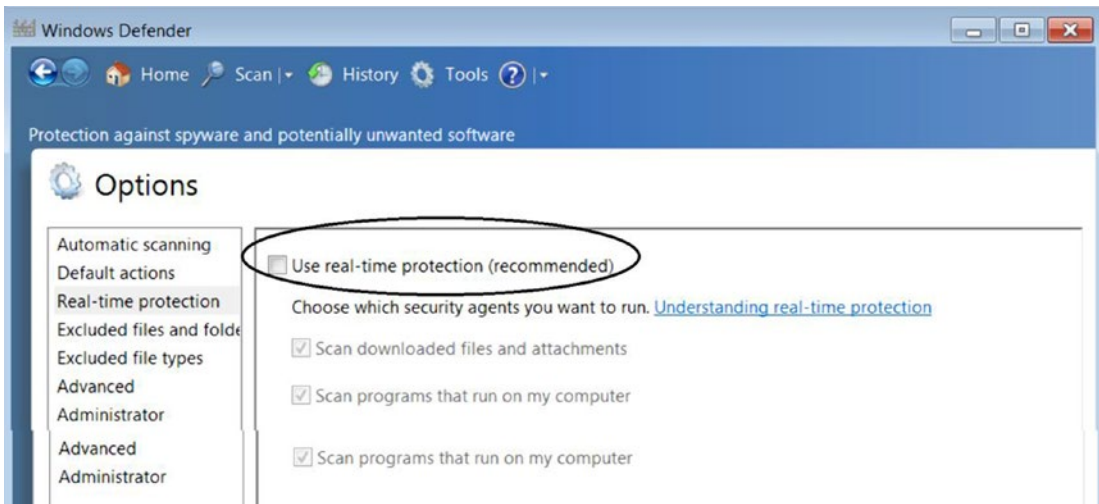 Windows Defender
Home Scan History Tools
Protection against spyware and potentially unwanted software
Options
Automatic scanning
Default actions
Real-time protection
Excluded files and folde
Excluded file types
Advanced
Administrator
Advanced
Administrator
Use real-time protection (recommended)
Choose which security agents you want to run. Understanding real-time protection
Scan downloaded files and attachments
Scan programs that run on my computer
Scan programs that run on my computer